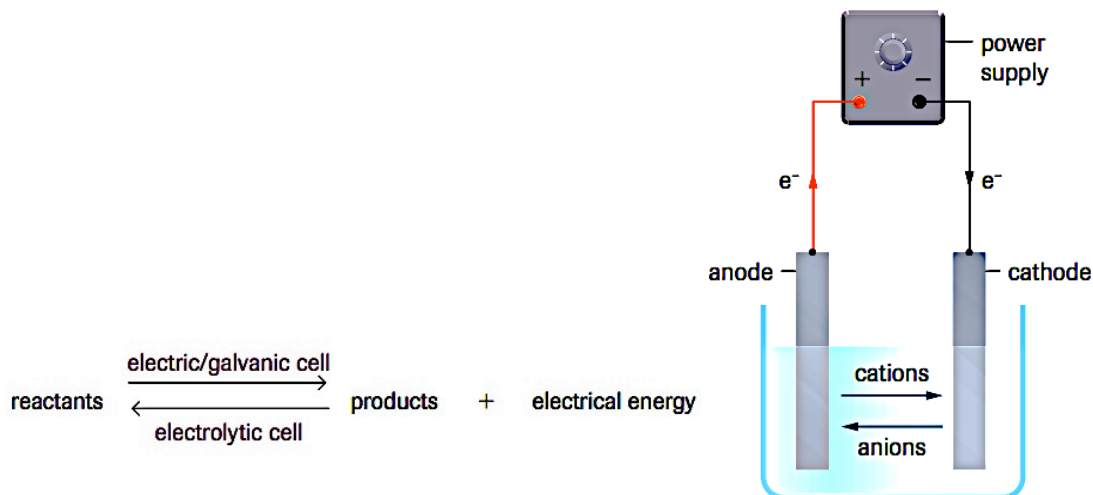 power
supply
+ −
e⁻ e⁻
anode cathode
electric/galvanic cell
reactants products + electrical energy
electrolytic cell
cations
anions